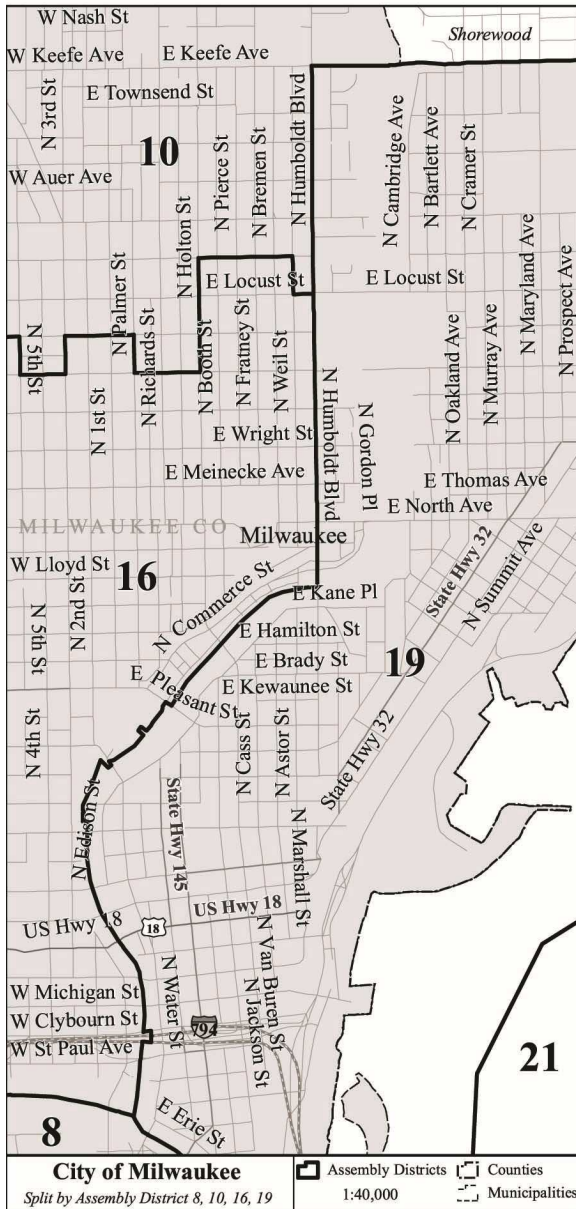 W Nash St
Shorewood
W Keefe Ave
E Keefe Ave
E Townsend St
N 3rd St
N Humboldt Blvd
10
N Pierce St
N Bremen St
N Cambridge Ave
N Bartlett Ave
N Cramer St
W Auer Ave
N Holton St
N Palmer St
E Locust St
E Locust St
N Maryland Ave
N Prospect Ave
N 5th St
N Richards St
N Booth St
N Fratney St
N Weil St
N Oakland Ave
N Murray Ave
N 1st St
N Humboldt Blvd
N Gordon Pl
E Wright St
E Meinecke Ave
E Thomas Ave
E North Ave
MILWAUKEE CO
Milwaukee
State Hwy 32
N Summit Ave
W Lloyd St
16
N 2nd St
N Commerce St
E Kane Pl
N 5th St
E Hamilton St
E Brady St
19
E Pleasant St
E Kewaunee St
N 4th St
N Cass St
N Astor St
State Hwy 32
N Edison St
State Hwy 145
N Marshall St
US Hwy 18
18
US Hwy 18
W Michigan St
N Water St
N Van Buren St
N Jackson St
W Clybourn St
794
W St Paul Ave
21
8
E Erie St
City of Milwaukee
Split by Assembly District 8, 10, 16, 19
Assembly Districts
Counties
1:40,000
Municipalities